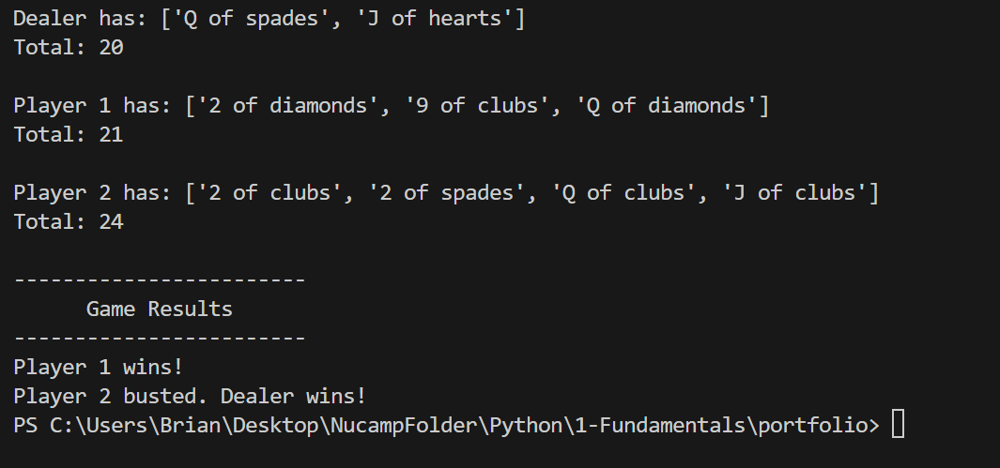 Dealer has: ['Q of spades', 'J of hearts']
Total: 20
Player 1 has: ['2 of diamonds', '9 of clubs', 'Q of diamonds']
Total: 21
Player 2 has: ['2 of clubs', '2 of spades', 'Q of clubs', 'J of clubs']
Total: 24
------------------------
Game Results
------------------------
Player 1 wins!
Player 2 busted. Dealer wins!
PS C:\Users\Brian\Desktop\NucampFolder\Python\1-Fundamentals\portfolio>